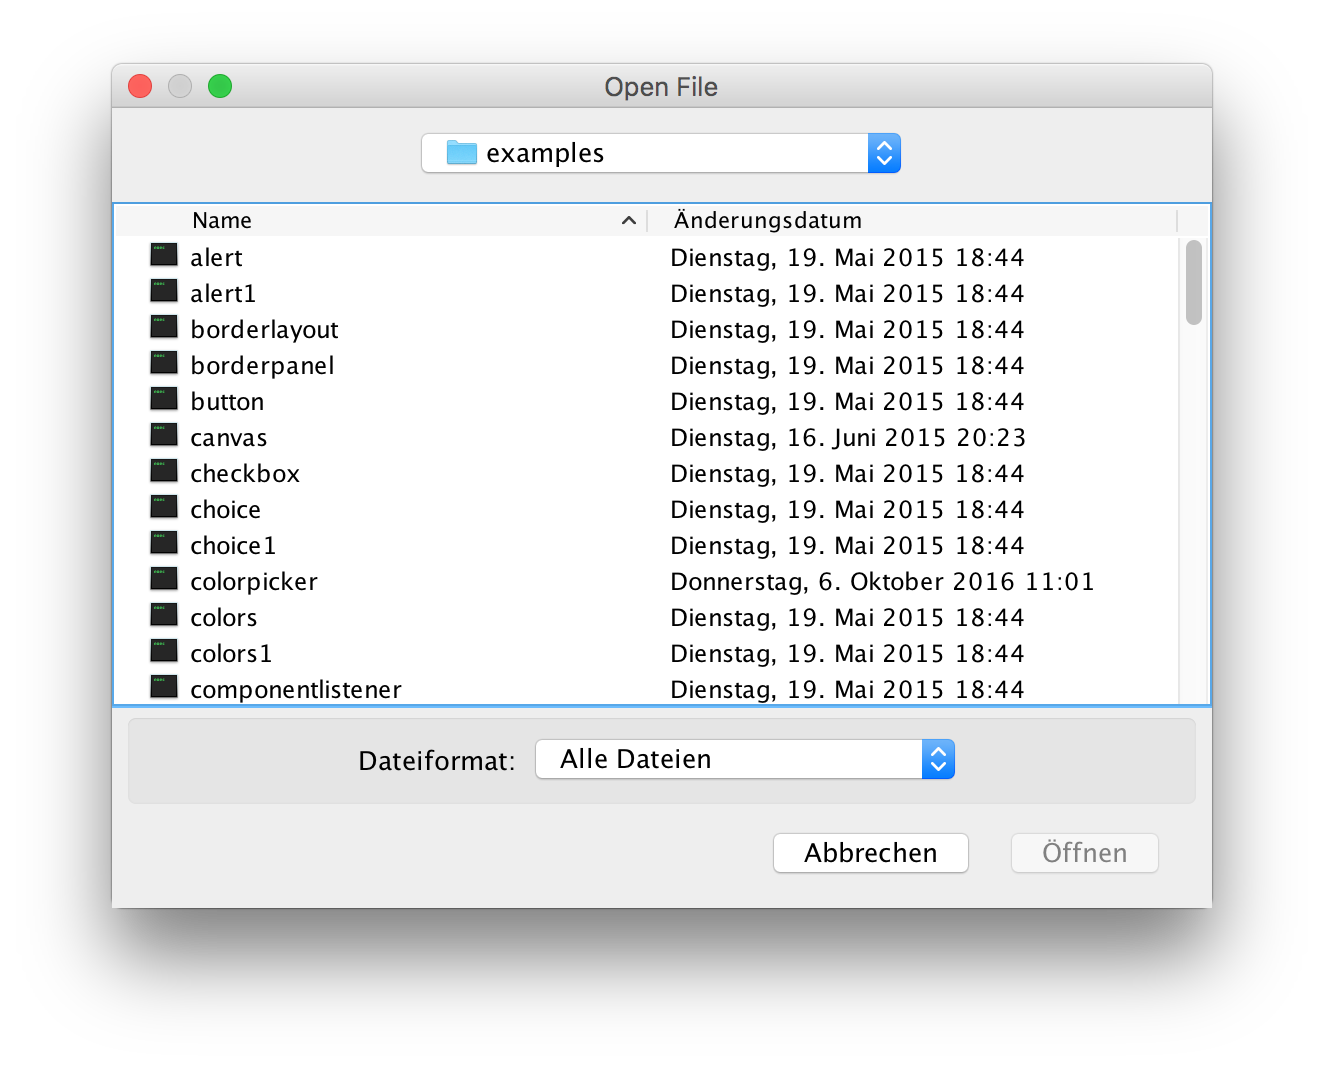 Open File
examples
Name Änderungsdatum
alert Dienstag, 19. Mai 2015 18:44
alert1 Dienstag, 19. Mai 2015 18:44
borderlayout Dienstag, 19. Mai 2015 18:44
borderpanel Dienstag, 19. Mai 2015 18:44
button Dienstag, 19. Mai 2015 18:44
canvas Dienstag, 16. Juni 2015 20:23
checkbox Dienstag, 19. Mai 2015 18:44
choice Dienstag, 19. Mai 2015 18:44
choice1 Dienstag, 19. Mai 2015 18:44
colorpicker Donnerstag, 6. Oktober 2016 11:01
colors Dienstag, 19. Mai 2015 18:44
colors1 Dienstag, 19. Mai 2015 18:44
componentlistener Dienstag, 19. Mai 2015 18:44
Dateiformat: Alle Dateien
Abbrechen Öffnen